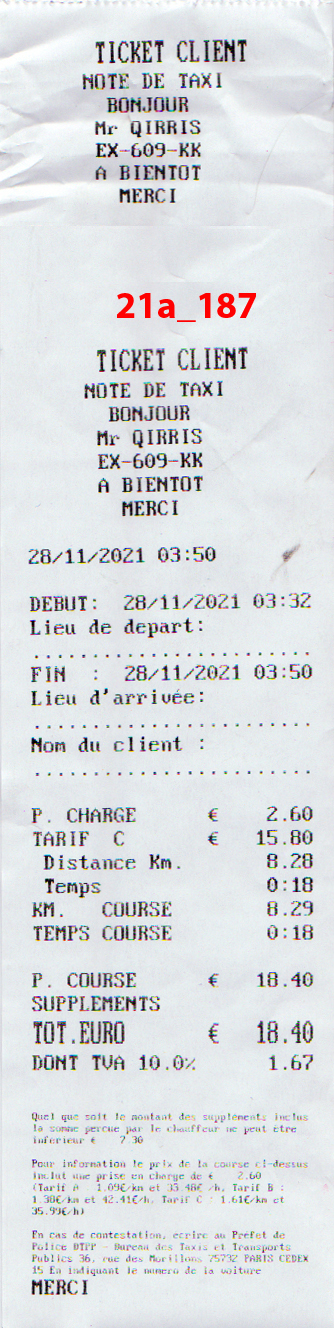 TICKET CLIENT
NOTE DE TAXI
BONJOUR
Mr QIRRIS
EX-609-KK
A BIENTOT
MERCI
21a_187
TICKET CLIENT
NOTE DE TAXI
BONJOUR
Mr QIRRIS
EX-609-KK
A BIENTOT
MERCI
28/11/2021 03:50
DEBUT: 28/11/2021 03:32
Lieu de depart:
........................
FIN : 28/11/2021 03:50
Lieu d'arrivée:
........................
Nom du client :
........................
P. CHARGE € 2.60
TARIF C € 15.80
Distance Km. 8.28
Temps 0:18
KM. COURSE 8.29
TEMPS COURSE 0:18
P. COURSE € 18.40
SUPPLEMENTS
TOT.EURO € 18.40
DONT TVA 10.0% 1.67
Quel que soit le montant des suppléments inclus
la somme percue par le chauffeur ne peut etre
inferieur € 7.30
Pour information le prix de la course ci-dessus
inclut une prise en charge de € 2.60
(Tarif A 1.09€/km et 35.48€ /h, Tarif B :
1.30€/km et 42.41€/h, Tarif C : 1.61€/km et
35.99€/h)
En cas de contestation, ecrire au Préfet de
Police DTPP - Bureau des Taxis et Transports
Publics 36, rue des Morillons 75732 PARIS CEDEX
15 En indiquant le numero de la voiture
MERCI